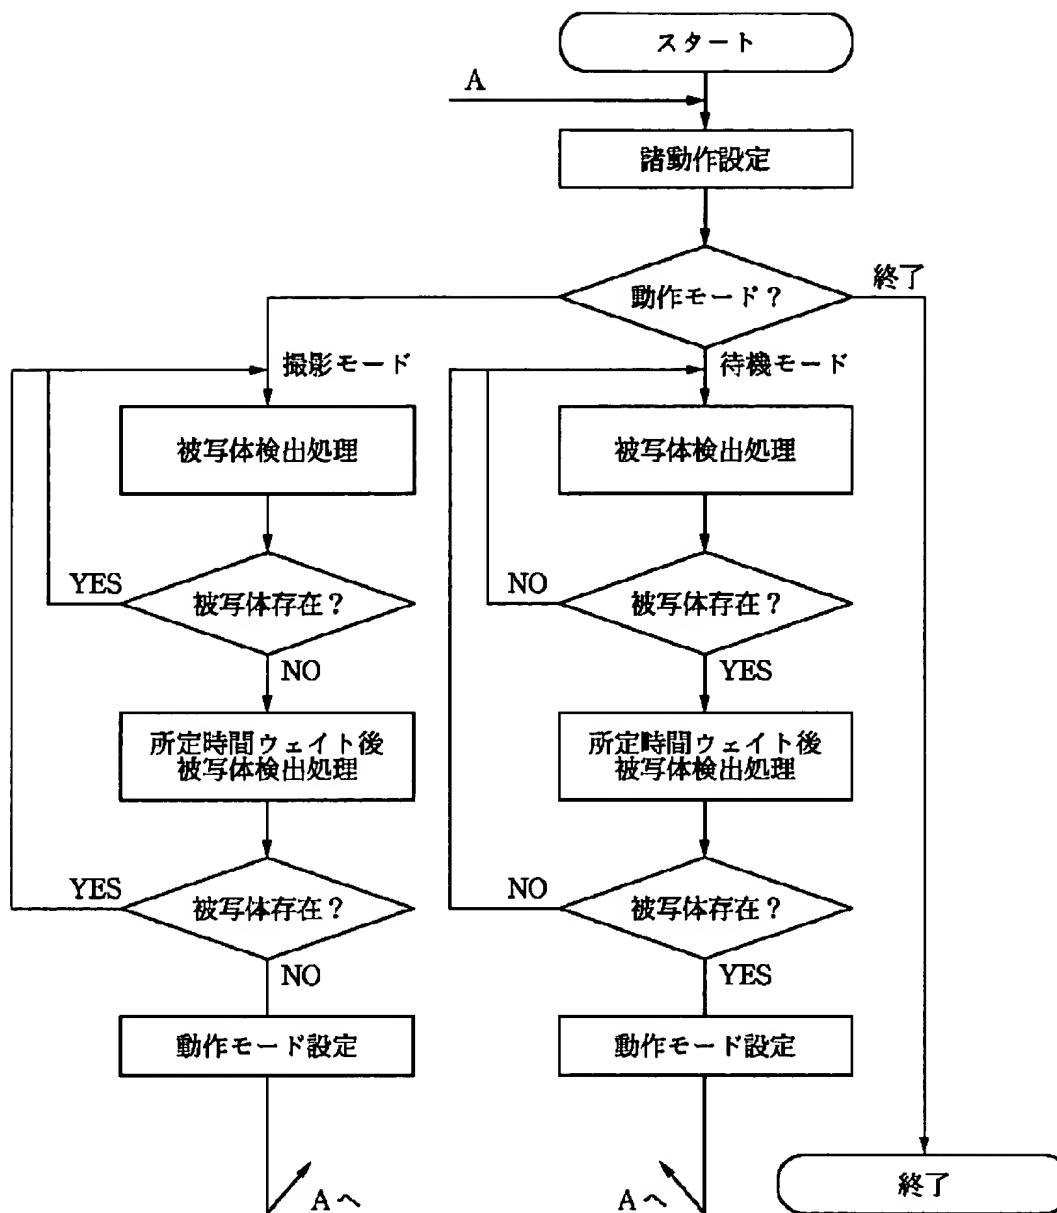 スタート
A
諸動作設定
動作モード？
終了
撮影モード
待機モード
被写体検出処理
被写体検出処理
YES
被写体存在？
NO
被写体存在？
NO
YES
所定時間ウェイト後
被写体検出処理
所定時間ウェイト後
被写体検出処理
YES
被写体存在？
NO
被写体存在？
NO
YES
動作モード設定
動作モード設定
Aへ
Aへ
終了